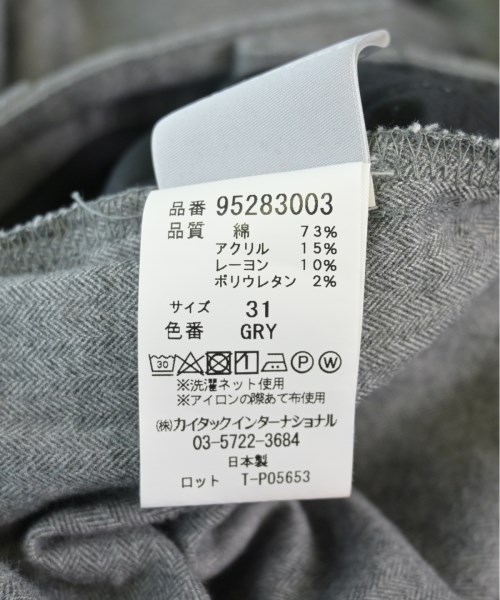 品番 95283003
品質 綿 73%
アクリル 15%
レーヨン 10%
ポリウレタン 2%
サイズ 31
色番 GRY
30 P W
※洗濯ネット使用
※アイロンの際あて布使用
㈱カイタックインターナショナル
03-5722-3684
日本製
ロット T-P05653